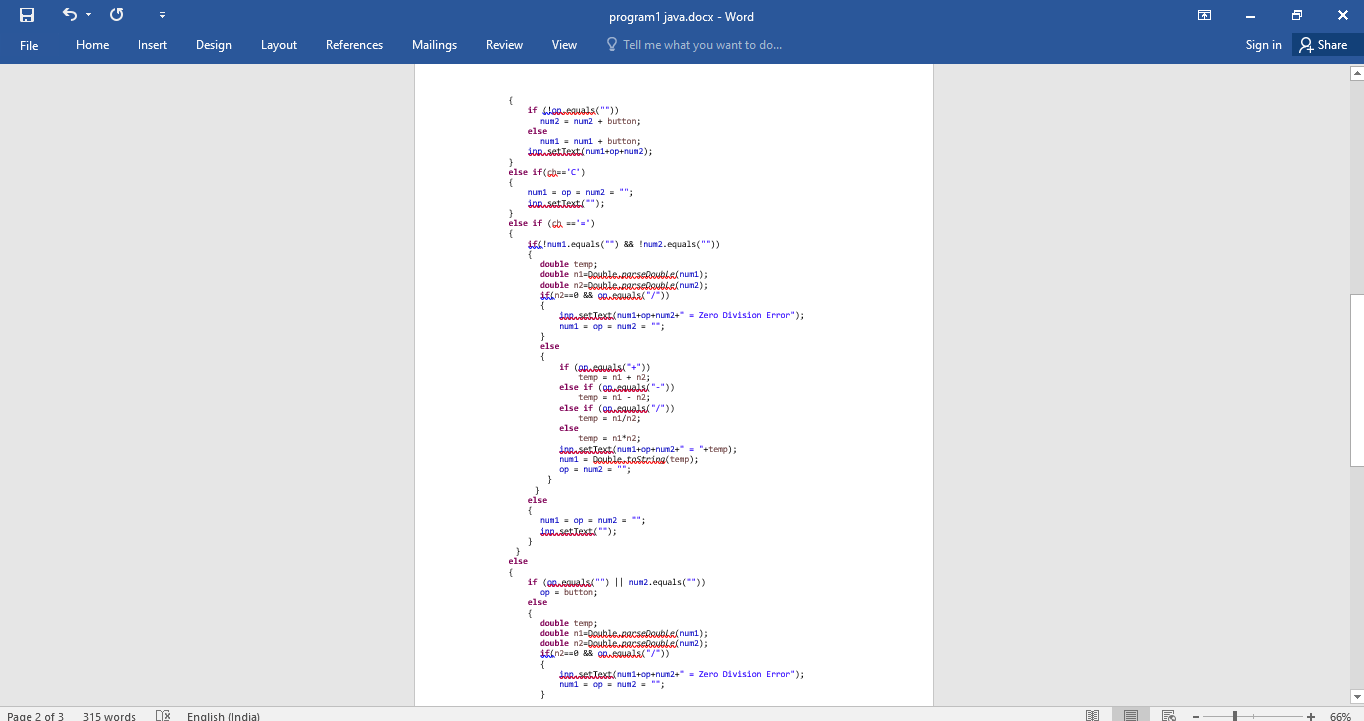 program1 java.docx - Word
File Home Insert Design Layout References Mailings Review View Tell me what you want to do... Sign in Share
{
if (!op.equals(""))
num2 = num2 + button;
else
num1 = num1 + button;
inp.setText(num1+op+num2);
}
else if(ch=='C')
{
num1 = op = num2 = "";
inp.setText("");
}
else if (ch =='=')
{
if(!num1.equals("") && !num2.equals(""))
{
double temp;
double n1=Double.parseDouble(num1);
double n2=Double.parseDouble(num2);
if(n2==0 && op.equals("/"))
{
inp.setText(num1+op+num2+" = Zero Division Error");
num1 = op = num2 = "";
}
else
{
if (op.equals("+"))
temp = n1 + n2;
else if (op.equals("-"))
temp = n1 - n2;
else if (op.equals("/"))
temp = n1/n2;
else
temp = n1*n2;
inp.setText(num1+op+num2+" = "+temp);
num1 = Double.toString(temp);
op = num2 = "";
}
}
else
{
num1 = op = num2 = "";
inp.setText("");
}
}
else
{
if (op.equals("") || num2.equals(""))
op = button;
else
{
double temp;
double n1=Double.parseDouble(num1);
double n2=Double.parseDouble(num2);
if(n2==0 && op.equals("/"))
{
inp.setText(num1+op+num2+" = Zero Division Error");
num1 = op = num2 = "";
}
Page 2 of 3 315 words English (India) 66%